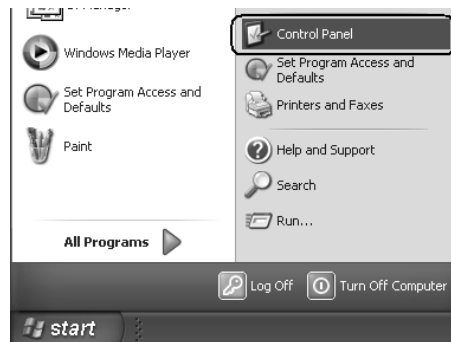 Windows Media Player
Set Program Access and
Defaults
Paint
All Programs
Control Panel
Set Program Access and
Defaults
Printers and Faxes
Help and Support
Search
Run...
Log Off
Turn Off Computer
start